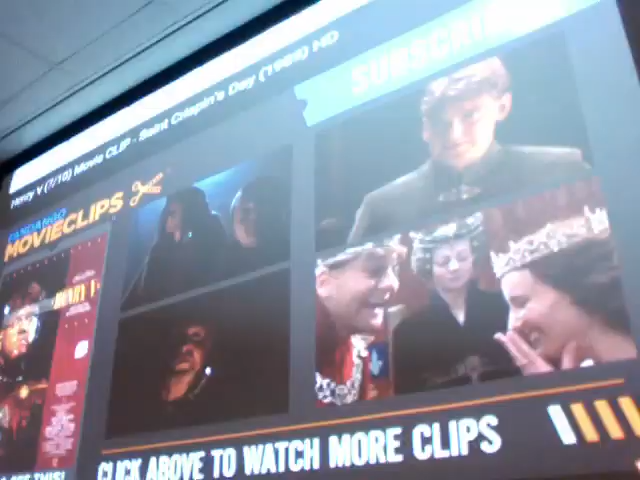 Henry V (7/10) Movie CLIP - Saint Crispin's Day (1989) HD
SUBSCRIBE
FANDANGO
MOVIECLIPS
HENRY V
CLICK ABOVE TO WATCH MORE CLIPS
THIS!